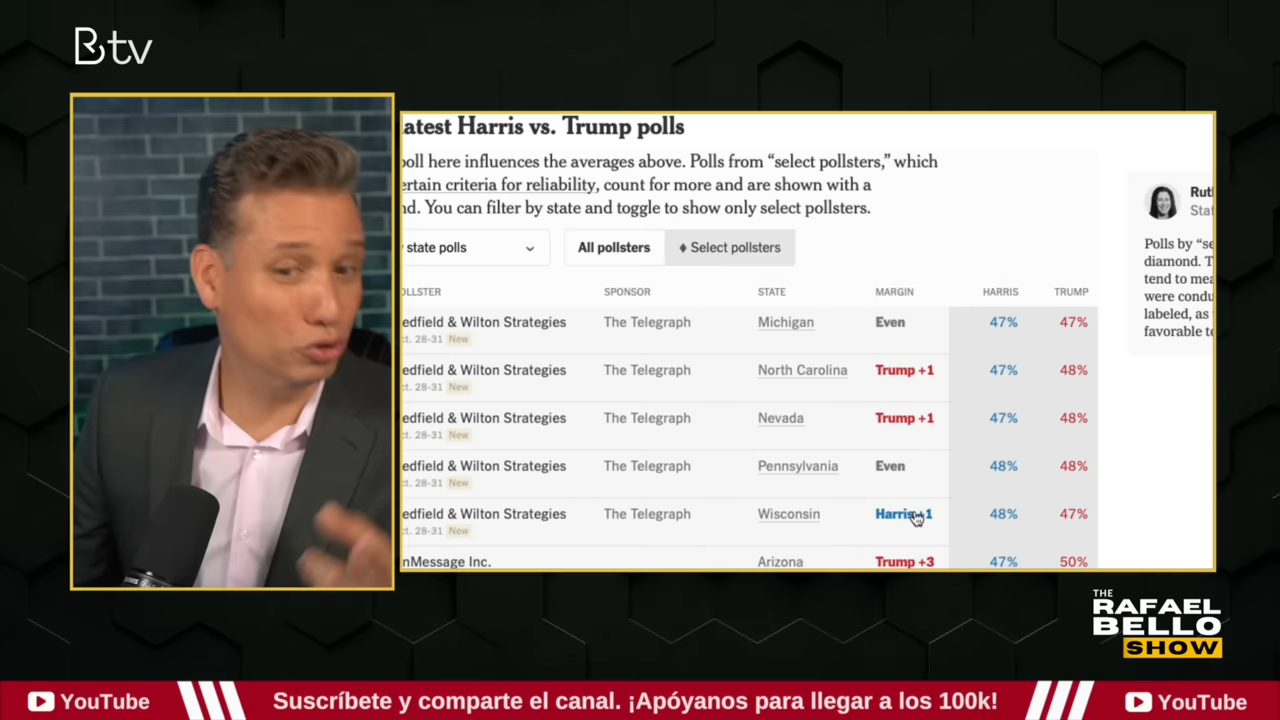 Btv
atest Harris vs. Trump polls
oll here influences the averages above. Polls from “select pollsters,” which
ertain criteria for reliability, count for more and are shown with a
nd. You can filter by state and toggle to show only select pollsters.
state polls
All pollsters
♦ Select pollsters
OLLSTER SPONSOR STATE MARGIN HARRIS TRUMP
edfield & Wilton Strategies The Telegraph Michigan Even 47% 47%
ct. 28-31 New
edfield & Wilton Strategies The Telegraph North Carolina Trump +1 47% 48%
ct. 28-31 New
edfield & Wilton Strategies The Telegraph Nevada Trump +1 47% 48%
ct. 28-31 New
edfield & Wilton Strategies The Telegraph Pennsylvania Even 48% 48%
ct. 28-31 New
edfield & Wilton Strategies The Telegraph Wisconsin Harris +1 48% 47%
ct. 28-31 New
nMessage Inc. Arizona Trump +3 47% 50%
Rut
Sta
Polls by “se
diamond. T
tend to mea
were condu
labeled, as
favorable to
THE
RAFAEL
BELLO
SHOW
YouTube
Suscríbete y comparte el canal. ¡Apóyanos para llegar a los 100k!
YouTube